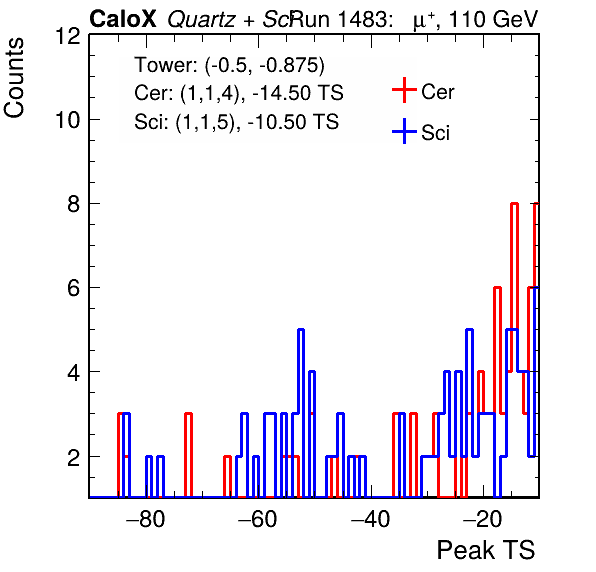 CaloX Quartz + Sci Run 1483: μ⁺, 110 GeV
Counts
12
10
8
6
4
2
Tower: (-0.5, -0.875)
Cer: (1,1,4), -14.50 TS
Sci: (1,1,5), -10.50 TS
Cer
Sci
−80 −60 −40 −20
Peak TS